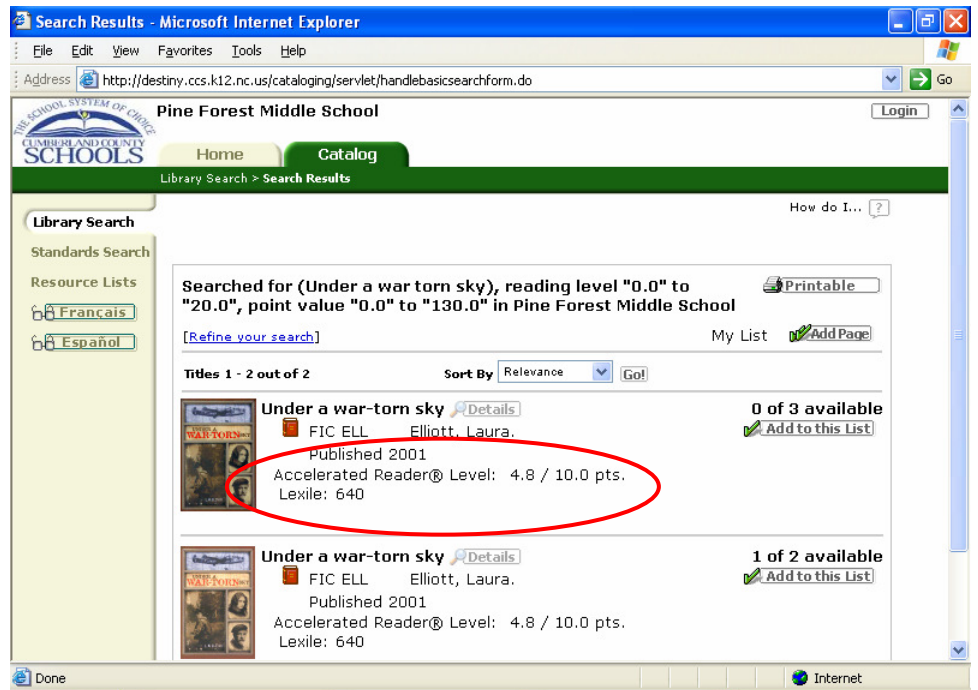 Search Results - Microsoft Internet Explorer
File Edit View Favorites Tools Help
Address http://destiny.ccs.k12.nc.us/cataloging/servlet/handlebasicsearchform.do Go
THE SCHOOL SYSTEM OF CHOICE
CUMBERLAND COUNTY
SCHOOLS
Pine Forest Middle School Login
Home Catalog
Library Search > Search Results
How do I... ?
Library Search
Standards Search
Resource Lists
Français
Español
Searched for (Under a war torn sky), reading level "0.0" to
"20.0", point value "0.0" to "130.0" in Pine Forest Middle School
Printable
[Refine your search] My List Add Page
Titles 1 - 2 out of 2 Sort By Relevance Go!
Under a war-torn sky Details 0 of 3 available
FIC ELL Elliott, Laura. Add to this List
Published 2001
Accelerated Reader® Level: 4.8 / 10.0 pts.
Lexile: 640
UNDER A
WAR-TORN SKY
Under a war-torn sky Details 1 of 2 available
FIC ELL Elliott, Laura. Add to this List
Published 2001
Accelerated Reader® Level: 4.8 / 10.0 pts.
Lexile: 640
UNDER A
WAR-TORN SKY
Done Internet